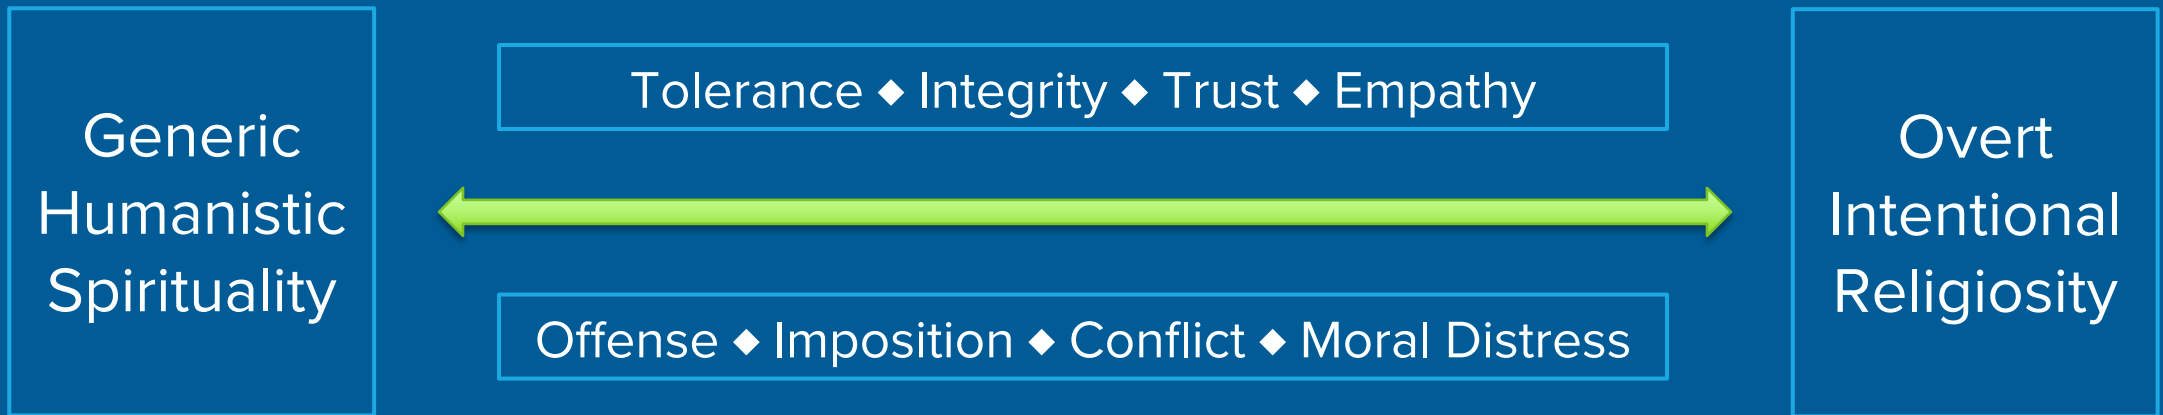 Generic
Humanistic
Spirituality
Tolerance ◆ Integrity ◆ Trust ◆ Empathy
Offense ◆ Imposition ◆ Conflict ◆ Moral Distress
Overt
Intentional
Religiosity